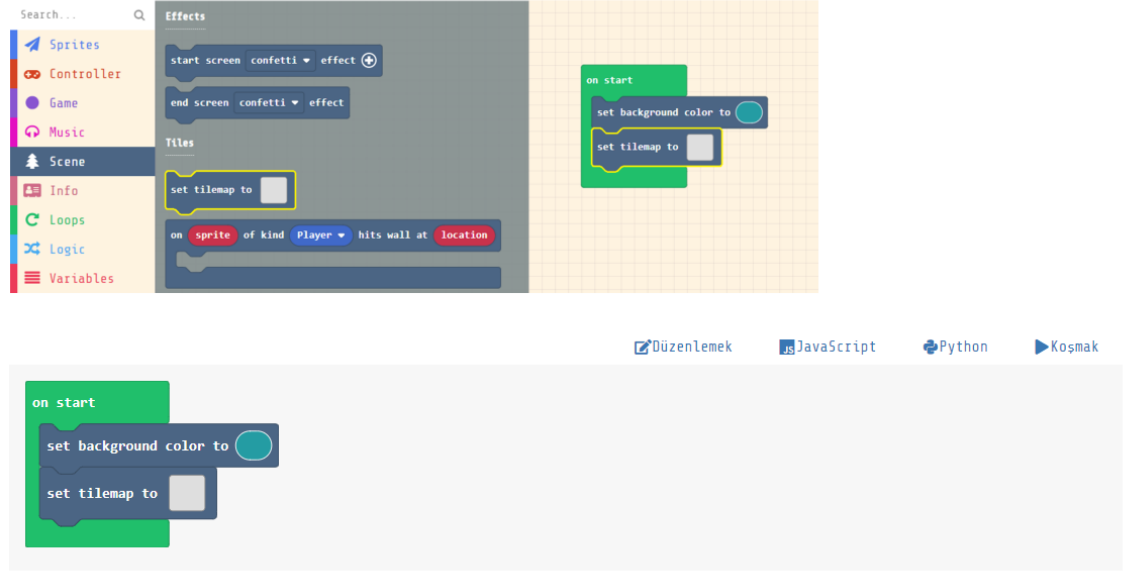 Search...
Sprites
Controller
Game
Music
Scene
Info
Loops
Logic
Variables
Effects
start screen confetti effect
end screen confetti effect
Tiles
set tilemap to
on sprite of kind Player hits wall at location
on start
set background color to
set tilemap to
Düzenlemek JS JavaScript Python Koşmak
on start
set background color to
set tilemap to